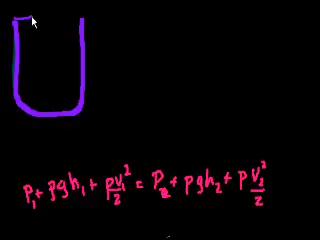 P₁ + ρgh₁ + ρv₁²/2 = P₂ + ρgh₂ + ρV₂²/2